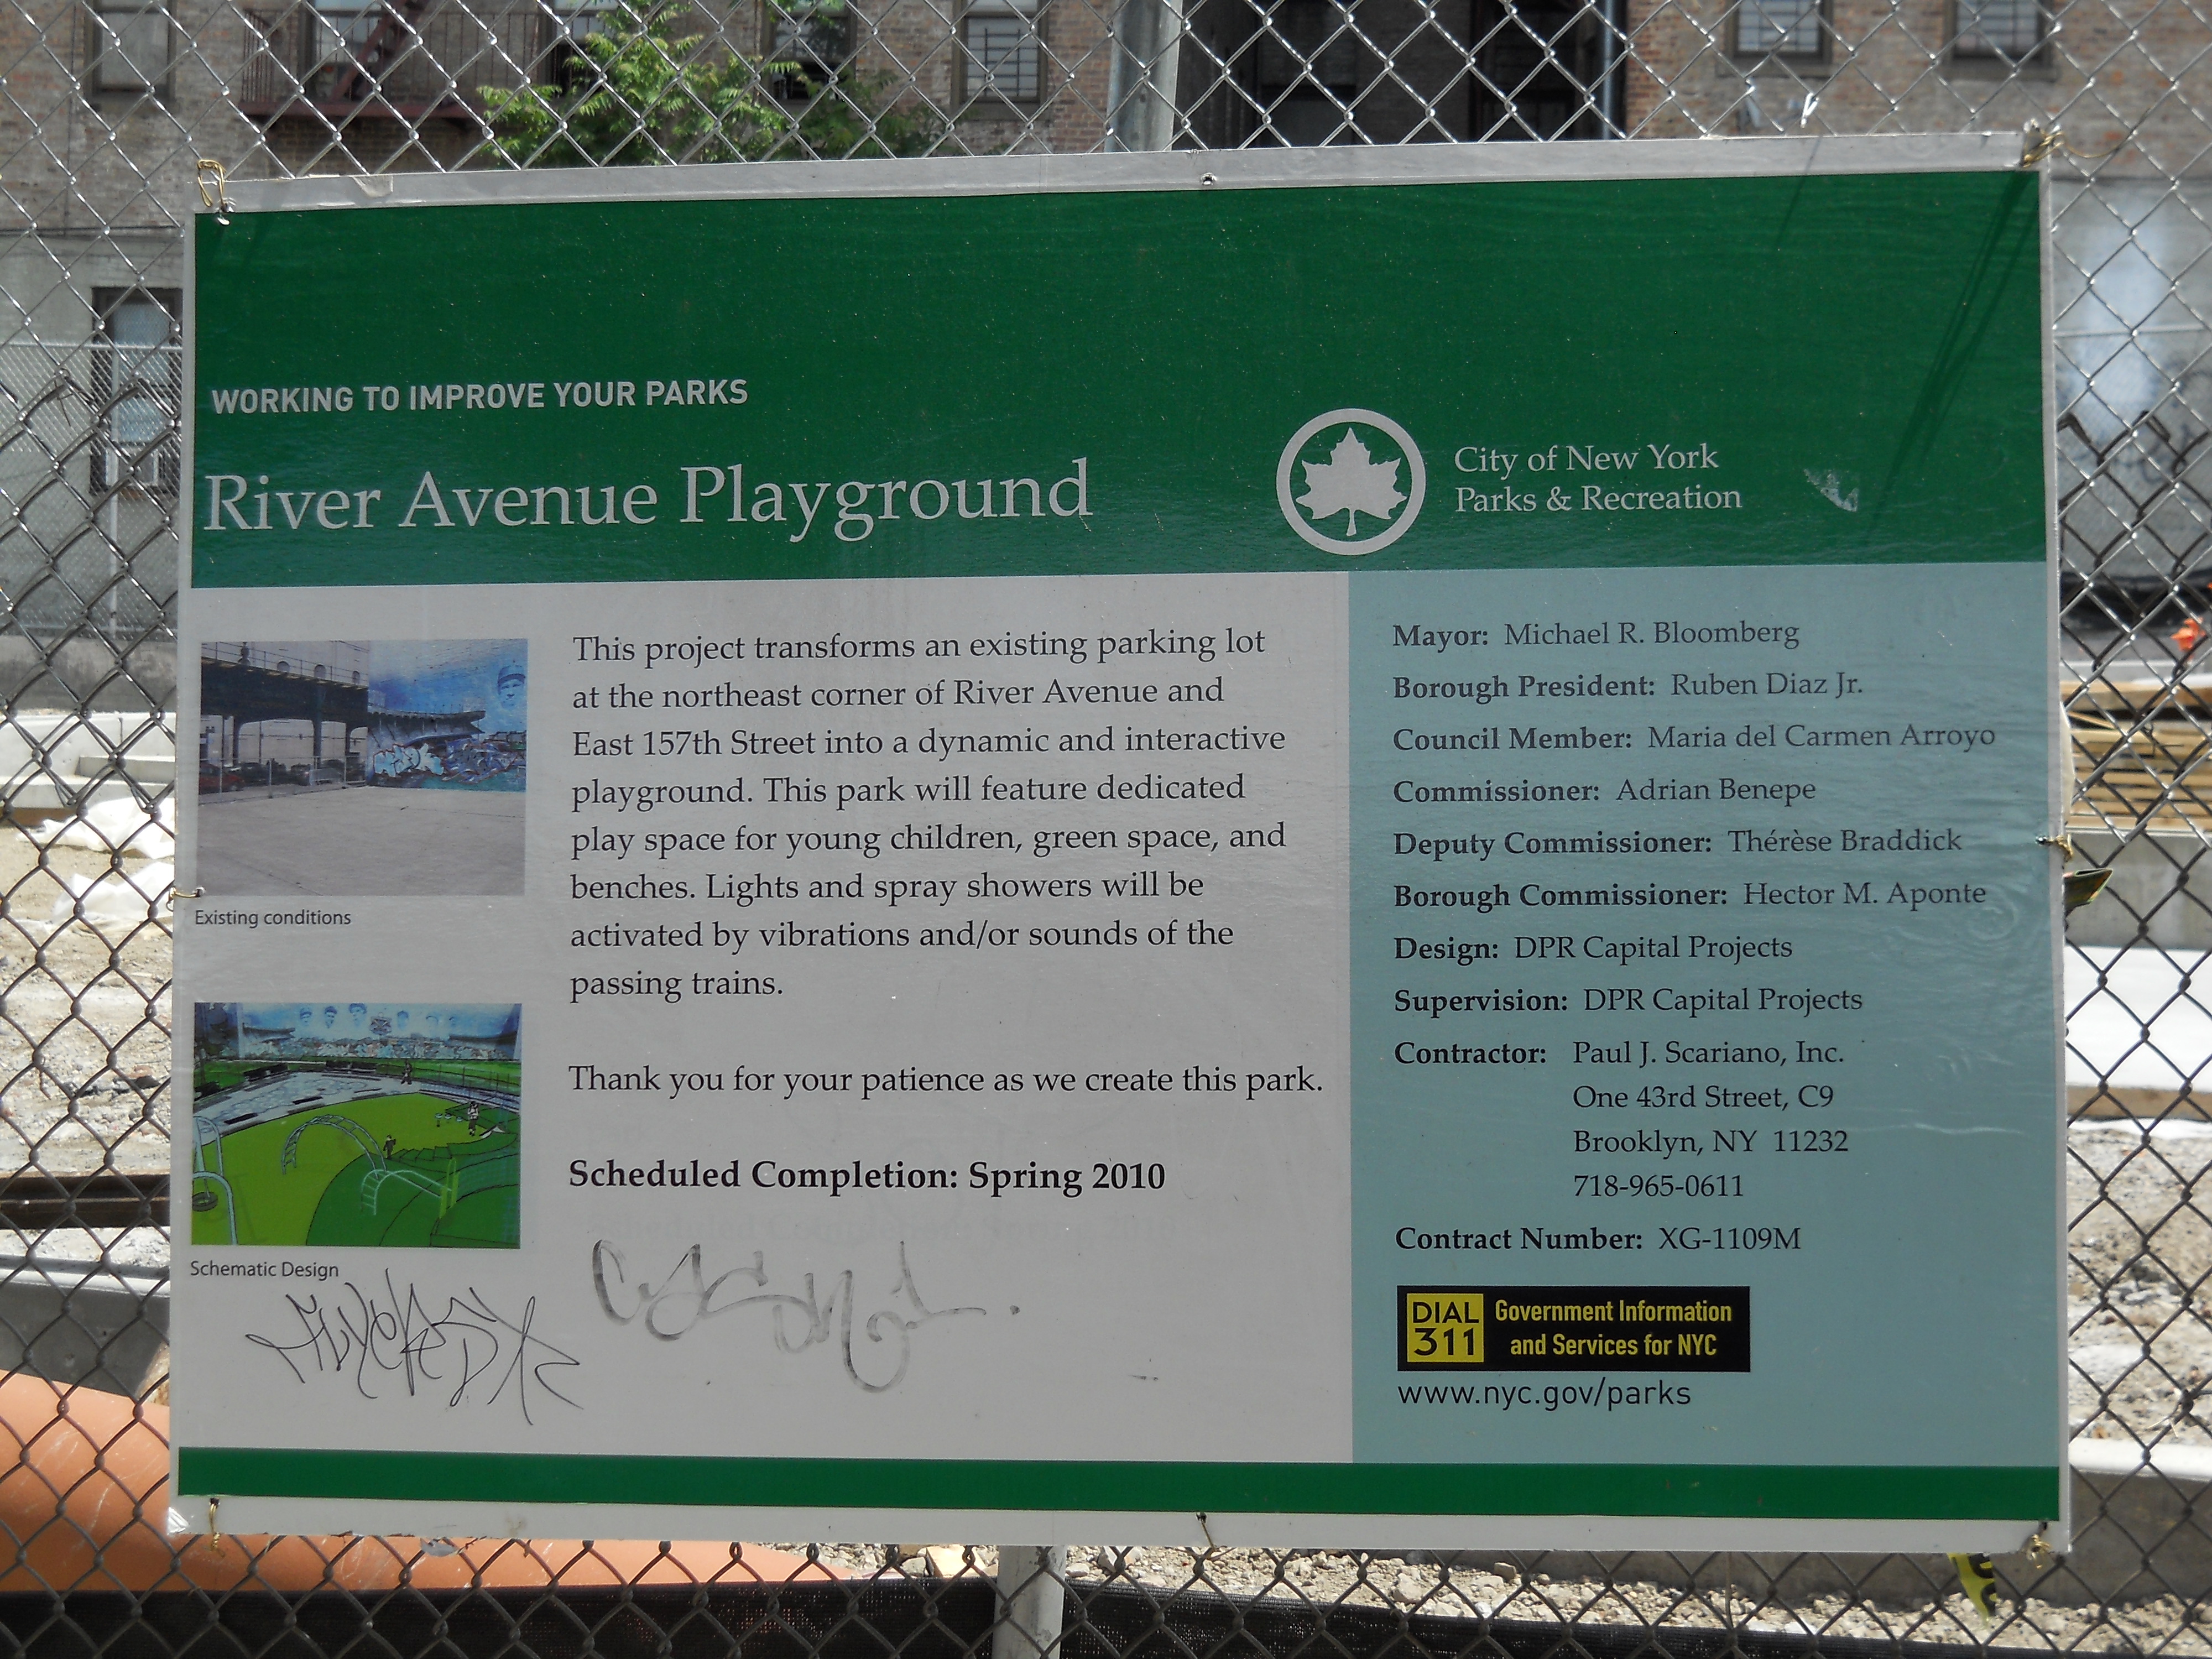 WORKING TO IMPROVE YOUR PARKS
River Avenue Playground
City of New York
Parks & Recreation
Existing conditions
Schematic Design
This project transforms an existing parking lot
at the northeast corner of River Avenue and
East 157th Street into a dynamic and interactive
playground. This park will feature dedicated
play space for young children, green space, and
benches. Lights and spray showers will be
activated by vibrations and/or sounds of the
passing trains.
Thank you for your patience as we create this park.
Scheduled Completion: Spring 2010
Mayor: Michael R. Bloomberg
Borough President: Ruben Diaz Jr.
Council Member: Maria del Carmen Arroyo
Commissioner: Adrian Benepe
Deputy Commissioner: Thérèse Braddick
Borough Commissioner: Hector M. Aponte
Design: DPR Capital Projects
Supervision: DPR Capital Projects
Contractor: Paul J. Scariano, Inc.
One 43rd Street, C9
Brooklyn, NY 11232
718-965-0611
Contract Number: XG-1109M
DIAL
311
Government Information
and Services for NYC
www.nyc.gov/parks